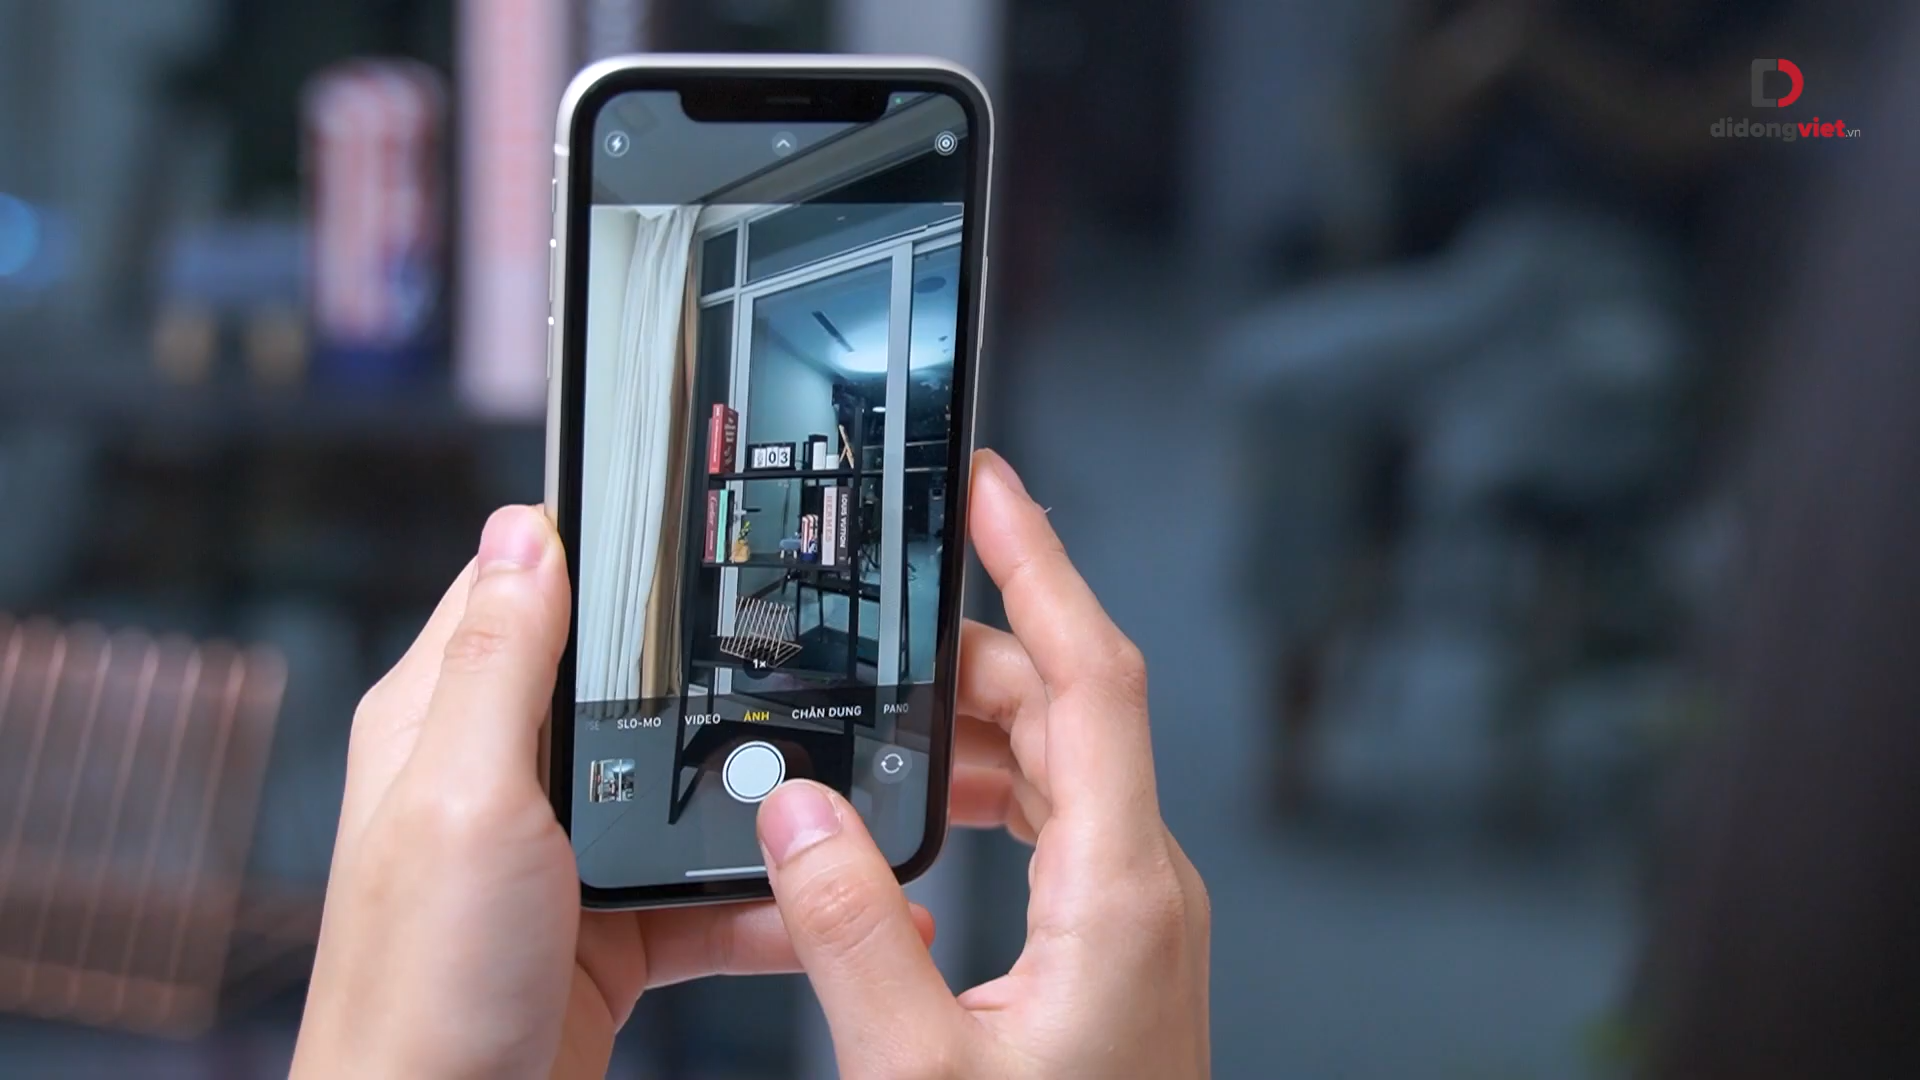 didongviet.vn
03
HERMES
LOUIS VUITTON
1×
SLO-MO VIDEO ẢNH CHÂN DUNG PANO